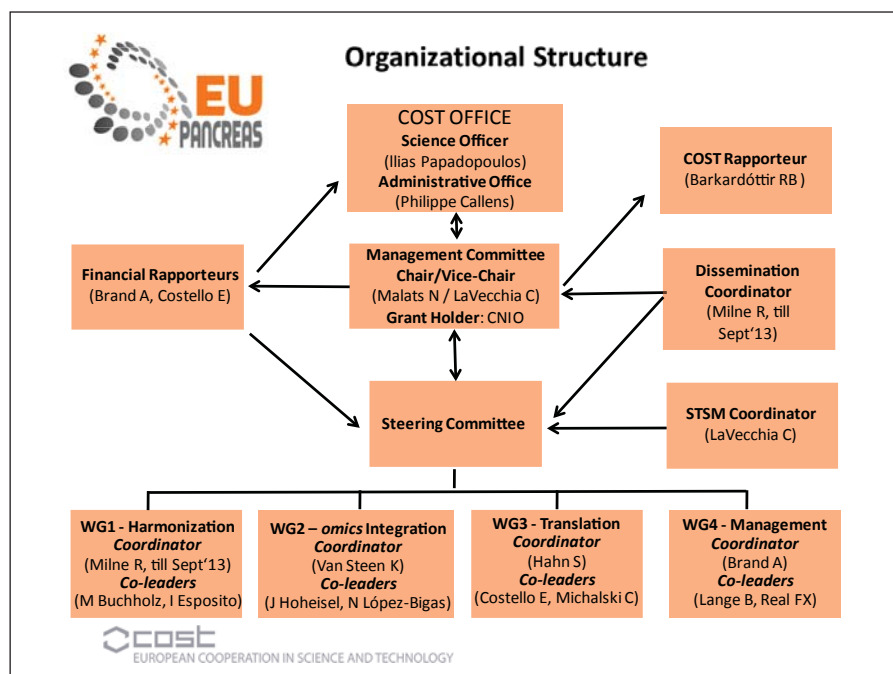 Organizational Structure
EU
PANCREAS
COST OFFICE
Science Officer
(Ilias Papadopoulos)
Administrative Office
(Philippe Callens)
COST Rapporteur
(Barkardóttir RB )
Financial Rapporteurs
(Brand A, Costello E)
Management Committee
Chair/Vice-Chair
(Malats N / LaVecchia C)
Grant Holder: CNIO
Dissemination
Coordinator
(Milne R, till
Sept‘13)
Steering Committee
STSM Coordinator
(LaVecchia C)
WG1 - Harmonization
Coordinator
(Milne R, till Sept‘13)
Co-leaders
(M Buchholz, I Esposito)
WG2 – omics Integration
Coordinator
(Van Steen K)
Co-leaders
(J Hoheisel, N López-Bigas)
WG3 - Translation
Coordinator
(Hahn S)
Co-leaders
(Costello E, Michalski C)
WG4 - Management
Coordinator
(Brand A)
Co-leaders
(Lange B, Real FX)
cost
EUROPEAN COOPERATION IN SCIENCE AND TECHNOLOGY